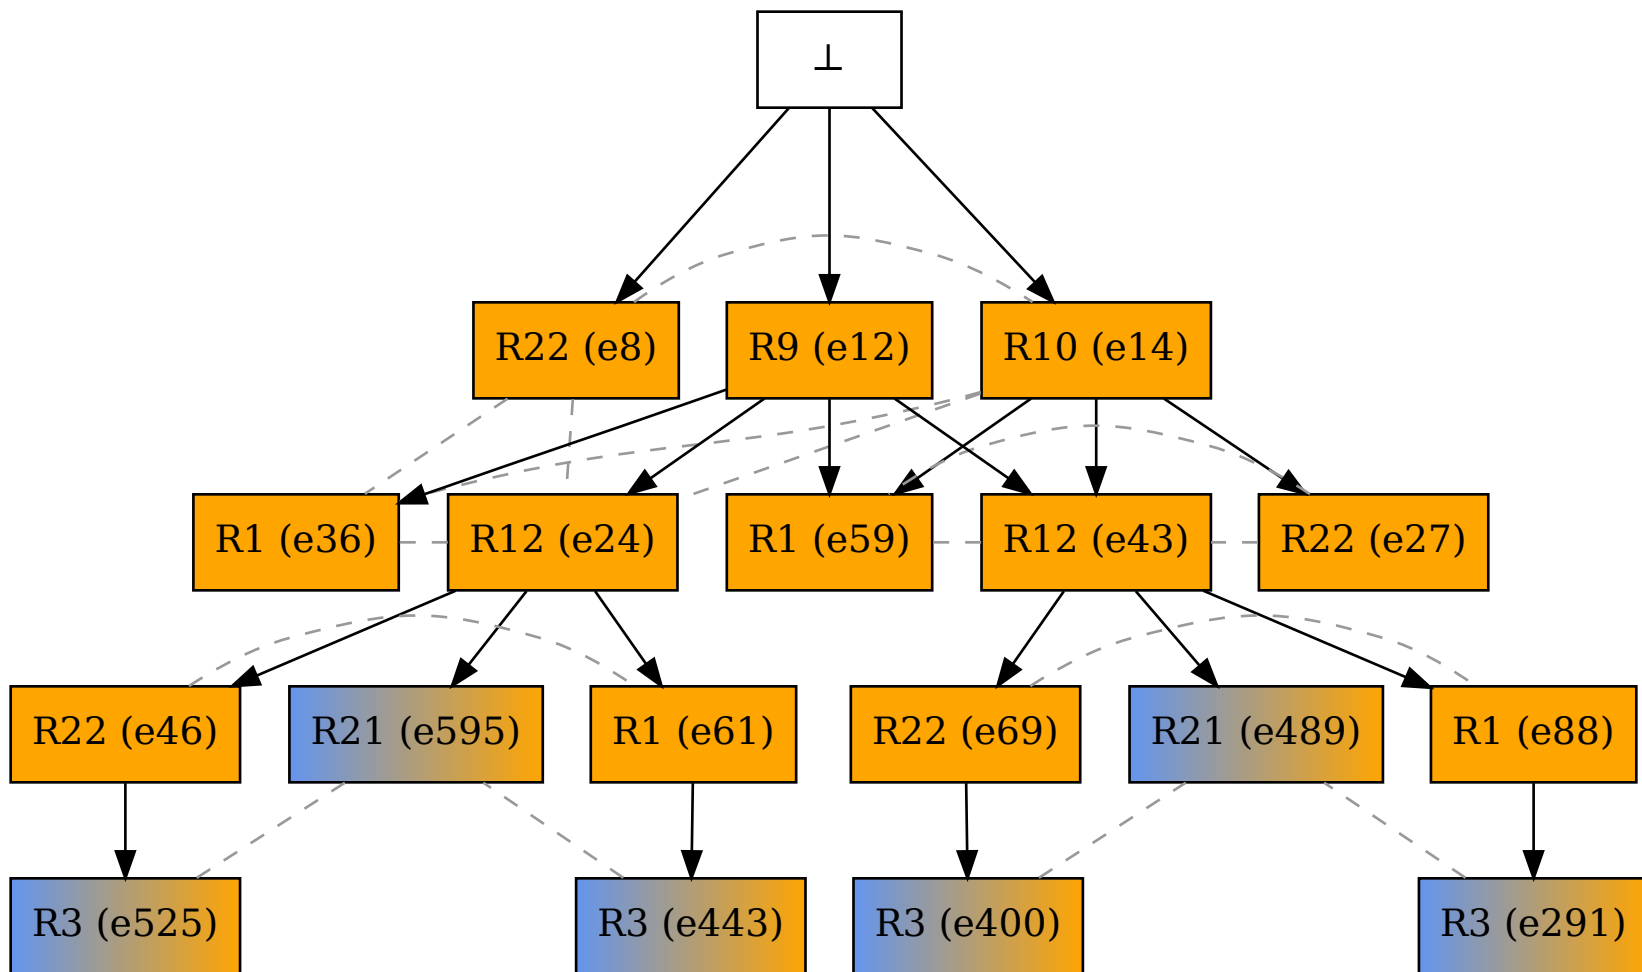 ⊥
R22 (e8)
R9 (e12)
R10 (e14)
R1 (e36)
R12 (e24)
R1 (e59)
R12 (e43)
R22 (e27)
R22 (e46)
R21 (e595)
R1 (e61)
R22 (e69)
R21 (e489)
R1 (e88)
R3 (e525)
R3 (e443)
R3 (e400)
R3 (e291)